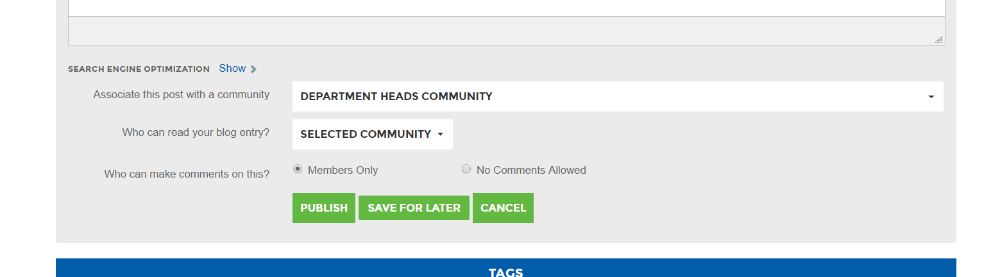 SEARCH ENGINE OPTIMIZATION Show
Associate this post with a community DEPARTMENT HEADS COMMUNITY
Who can read your blog entry? SELECTED COMMUNITY
Who can make comments on this? Members Only No Comments Allowed
PUBLISH SAVE FOR LATER CANCEL
TAGS